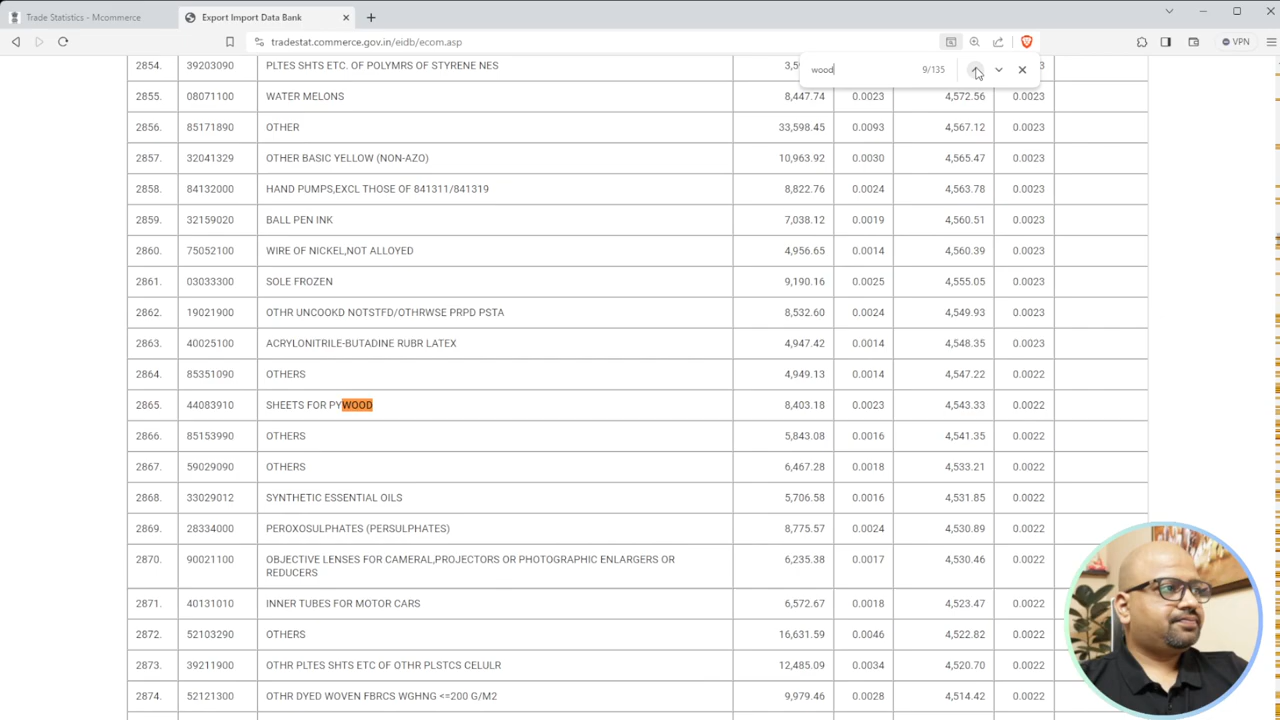 Trade Statistics - Mcommerce
Export Import Data Bank
tradestat.commerce.gov.in/eidb/ecom.asp
VPN
wood 9/135
2854. 39203090 PLTES SHTS ETC. OF POLYMRS OF STYRENE NES
2855. 08071100 WATER MELONS 8,447.74 0.0023 4,572.56 0.0023
2856. 85171890 OTHER 33,598.45 0.0093 4,567.12 0.0023
2857. 32041329 OTHER BASIC YELLOW (NON-AZO) 10,963.92 0.0030 4,565.47 0.0023
2858. 84132000 HAND PUMPS,EXCL THOSE OF 841311/841319 8,822.76 0.0024 4,563.78 0.0023
2859. 32159020 BALL PEN INK 7,038.12 0.0019 4,560.51 0.0023
2860. 75052100 WIRE OF NICKEL,NOT ALLOYED 4,956.65 0.0014 4,560.39 0.0023
2861. 03033300 SOLE FROZEN 9,190.16 0.0025 4,555.05 0.0023
2862. 19021900 OTHR UNCOOKD NOTSTFD/OTHRWSE PRPD PSTA 8,532.60 0.0024 4,549.93 0.0023
2863. 40025100 ACRYLONITRILE-BUTADINE RUBR LATEX 4,947.42 0.0014 4,548.35 0.0023
2864. 85351090 OTHERS 4,949.13 0.0014 4,547.22 0.0023
2865. 44083910 SHEETS FOR PYWOOD 8,403.18 0.0023 4,543.33 0.0022
2866. 85153990 OTHERS 5,843.08 0.0016 4,541.35 0.0022
2867. 59029090 OTHERS 6,467.28 0.0018 4,533.21 0.0022
2868. 33029012 SYNTHETIC ESSENTIAL OILS 5,706.58 0.0016 4,531.85 0.0022
2869. 28334000 PEROXOSULPHATES (PERSULPHATES) 8,775.57 0.0024 4,530.89 0.0022
2870. 90021100 OBJECTIVE LENSES FOR CAMERAL,PROJECTORS OR PHOTOGRAPHIC ENLARGERS OR 6,235.38 0.0017 4,530.46 0.0022
REDUCERS
2871. 40131010 INNER TUBES FOR MOTOR CARS 6,572.67 0.0018 4,523.47 0.0022
2872. 52103290 OTHERS 16,631.59 0.0046 4,522.82 0.0022
2873. 39211900 OTHR PLTES SHTS ETC OF OTHR PLSTCS CELULR 12,485.09 0.0034 4,520.70 0.0022
2874. 52121300 OTHR DYED WOVEN FBRCS WGHNG <=200 G/M2 9,979.46 0.0028 4,514.42 0.0022